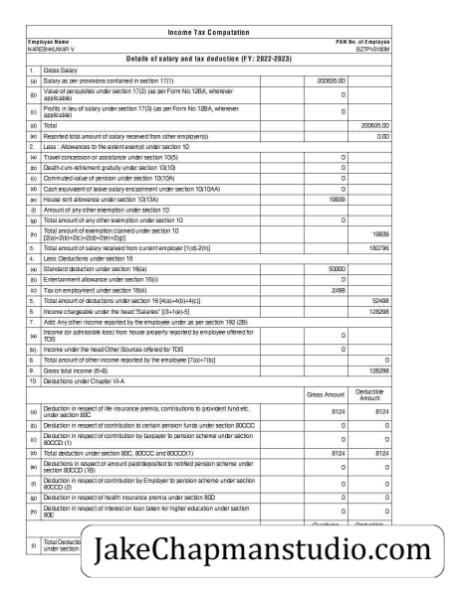 Income Tax Computation
Employee Name PAN No. of Employee
NARESHKUMAR V
Details of salary and tax deduction (FY: 2022-2023)
1. Gross Salary
(a) Salary as per provisions contained in section 17(1) 200635.00
(b) Value of perquisites under section 17(2) (as per Form No.12BA, wherever
applicable) 0
(c) Profits in lieu of salary under section 17(3) (as per Form No.12BA, wherever
applicable) 0
(d) Total 200635.00
(e) Reported total amount of salary received from other employer(s) 0.00
2. Less : Allowances to the extent exempt under section 10
(a) Travel concession or assistance under section 10(5) 0
(b) Death-cum-retirement gratuity under section 10(10) 0
(c) Commuted value of pension under section 10(10A) 0
(d) Cash equivalent of leave salary encashment under section 10(10AA) 0
(e) House rent allowance under section 10(13A) 19839
(f) Amount of any other exemption under section 10
(g) Total amount of any other exemption under section 10 0
(h) Total amount of exemption claimed under section 10
[2(a)+2(b)+2(c)+2(d)+2(e)+2(g)] 19839
3. Total amount of salary received from current employer [1(d)-2(h)] 180796
4. Less: Deductions under section 16
(a) Standard deduction under section 16(ia) 50000
(b) Entertainment allowance under section 16(ii) 0
(c) Tax on employment under section 16(iii) 2498
5. Total amount of deductions under section 16 [4(a)+4(b)+4(c)] 52498
6 Income chargeable under the head "Salaries" [(3+1(e)-5] 128298
7. Add: Any other income reported by the employee under as per section 192 (2B)
(a) Income (or admissible loss) from house property reported by employee offered for
TDS 0
(b) Income under the head Other Sources offered for TDS 0
8. Total amount of other income reported by the employee [7(a)+7(b)] 0
9. Gross total income (6+8) 128298
10. Deductions under Chapter VI-A
Gross Amount Deductible
Amount
(a) Deduction in respect of life insurance premia, contributions to provident fund etc.
under section 80C 8124 8124
(b) Deduction in respect of contribution to certain pension funds under section 80CCC 0 0
(c) Deduction in respect of contribution by taxpayer to pension scheme under section
80CCD (1) 0 0
(d) Total deduction under section 80C, 80CCC and 80CCD(1) 8124 8124
(e) Deductions in respect of amount paid/deposited to notified pension scheme under
section 80CCD (1B) 0 0
(f) Deduction in respect of contribution by Employer to pension scheme under section
80CCD (2) 0 0
(g) Deduction in respect of health insurance premia under section 80D 0 0
(h) Deduction in respect of interest on loan taken for higher education under section
80E 0 0
(i) Total Deductio
under section
JakeChapmanstudio.com